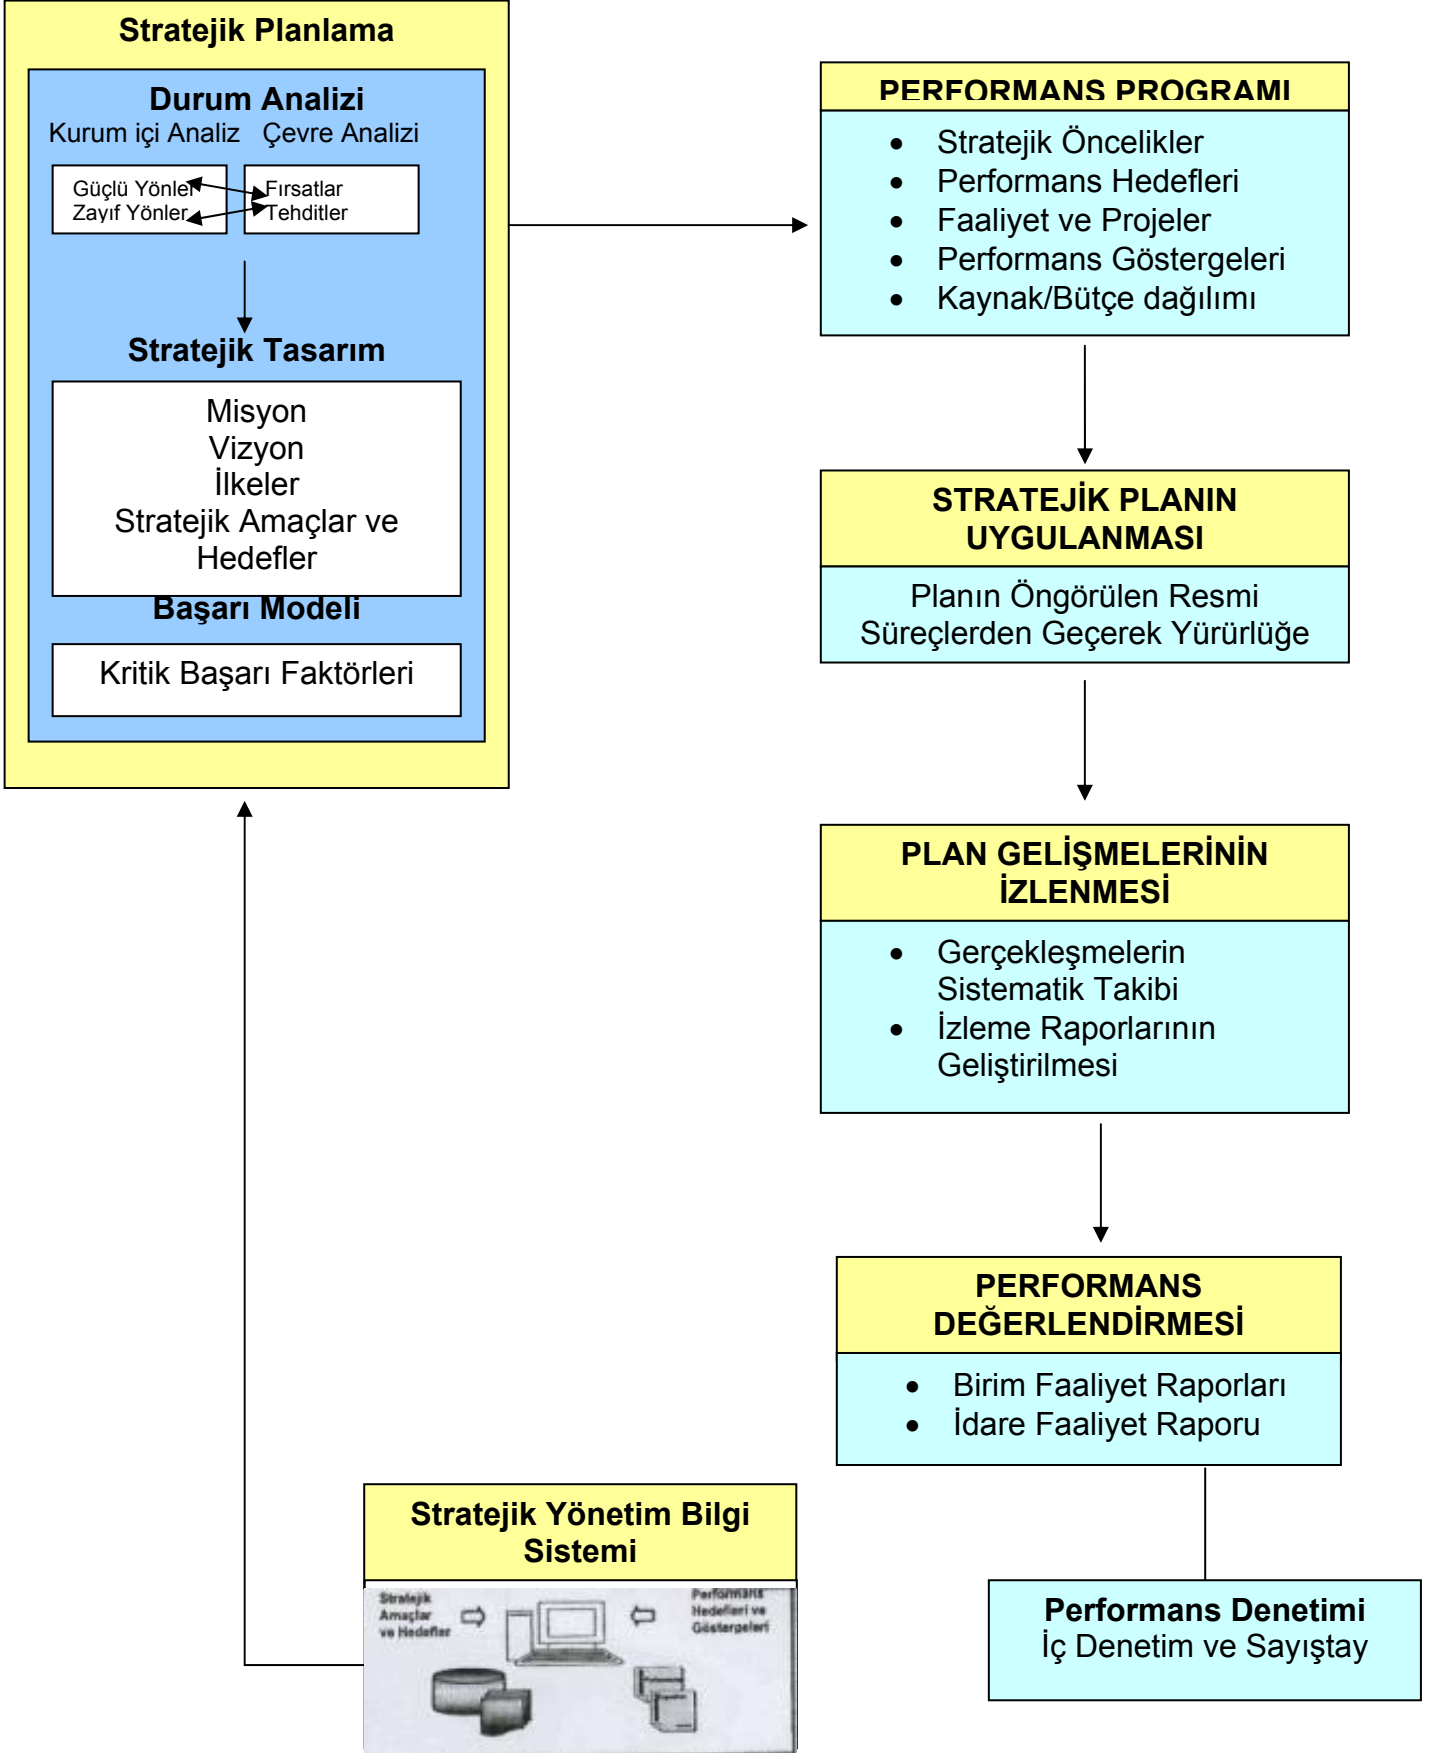 Stratejik Planlama
Durum Analizi
Kurum içi Analiz Çevre Analizi
Güçlü Yönler
Zayıf Yönler
Fırsatlar
Tehditler
Stratejik Tasarım
Misyon
Vizyon
İlkeler
Stratejik Amaçlar ve
Hedefler
Başarı Modeli
Kritik Başarı Faktörleri
PERFORMANS PROGRAMI
• Stratejik Öncelikler
• Performans Hedefleri
• Faaliyet ve Projeler
• Performans Göstergeleri
• Kaynak/Bütçe dağılımı
STRATEJİK PLANIN
UYGULANMASI
Planın Öngörülen Resmi
Süreçlerden Geçerek Yürürlüğe
PLAN GELİŞMELERİNİN
İZLENMESİ
• Gerçekleşmelerin
Sistematik Takibi
• İzleme Raporlarının
Geliştirilmesi
PERFORMANS
DEĞERLENDİRMESİ
• Birim Faaliyet Raporları
• İdare Faaliyet Raporu
Performans Denetimi
İç Denetim ve Sayıştay
Stratejik Yönetim Bilgi
Sistemi
Stratejik
Amaçlar
ve Hedefler
Performans
Hedefleri ve
Göstergeleri